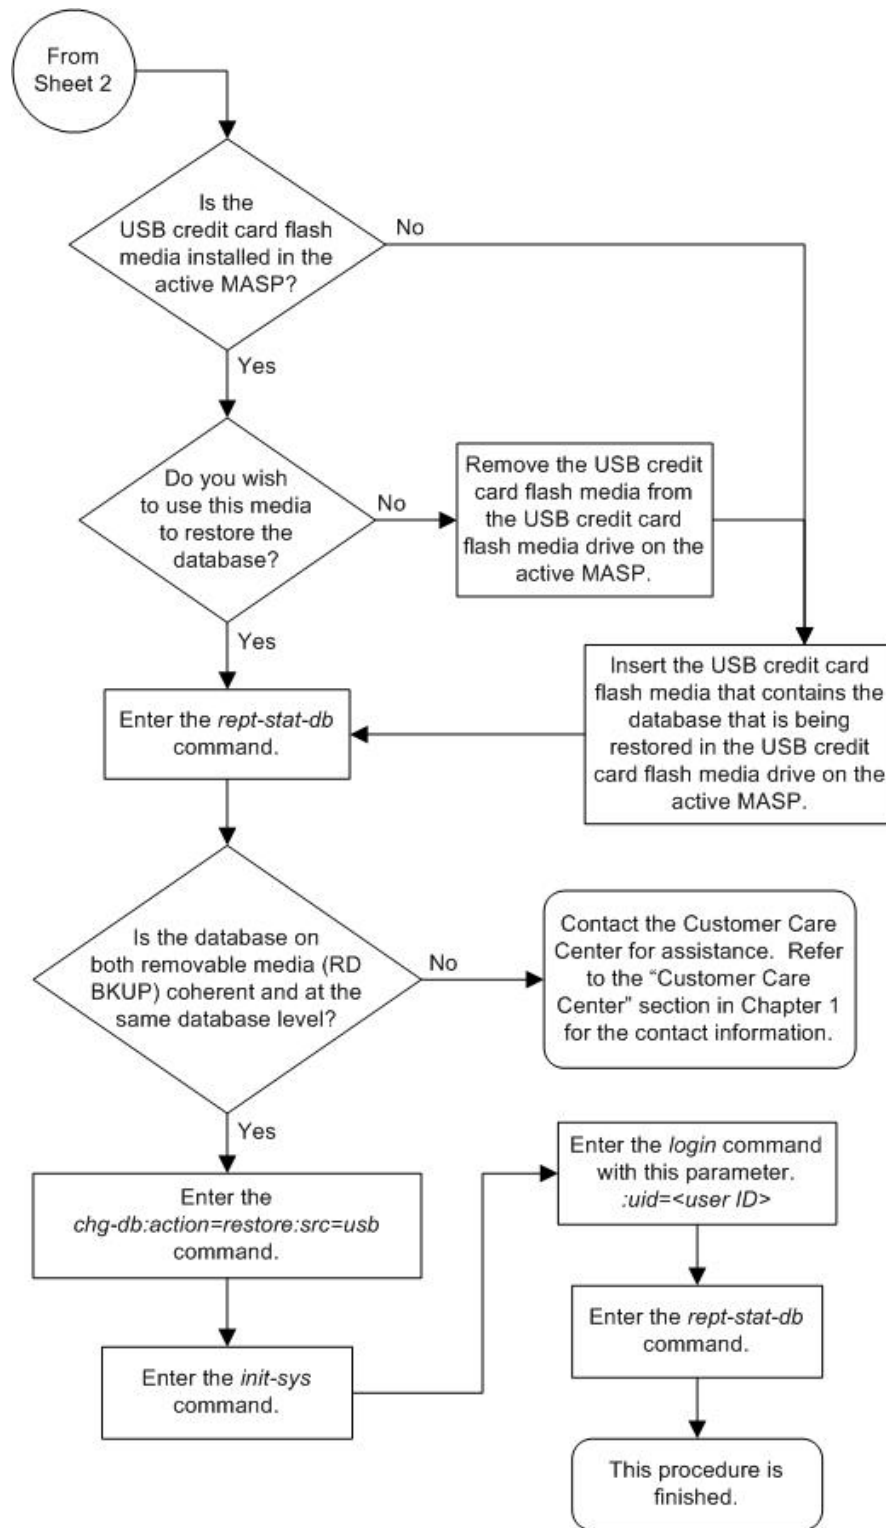 From
Sheet 2
Is the
USB credit card flash
media installed in the
active MASP?
No
Yes
Do you wish
to use this media
to restore the
database?
No
Remove the USB credit
card flash media from
the USB credit card
flash media drive on the
active MASP.
Yes
Insert the USB credit card
flash media that contains the
database that is being
restored in the USB credit
card flash media drive on the
active MASP.
Enter the rept-stat-db
command.
Is the database on
both removable media (RD
BKUP) coherent and at the
same database level?
No
Contact the Customer Care
Center for assistance. Refer
to the “Customer Care
Center” section in Chapter 1
for the contact information.
Yes
Enter the
chg-db:action=restore:src=usb
command.
Enter the init-sys
command.
Enter the login command
with this parameter.
:uid=<user ID>
Enter the rept-stat-db
command.
This procedure is
finished.